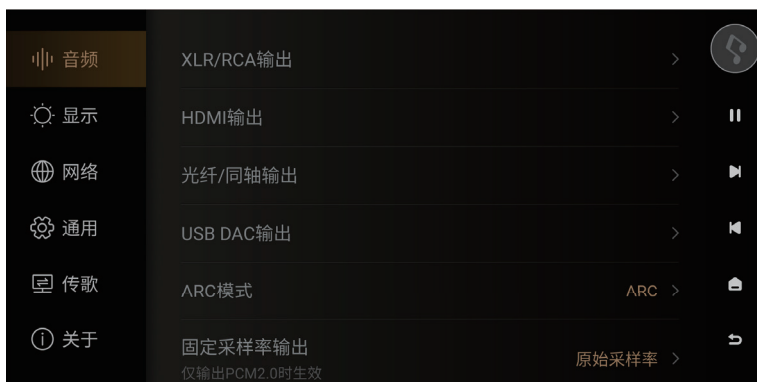 音频
显示
网络
通用
传歌
关于
XLR/RCA输出
HDMI输出
光纤/同轴输出
USB DAC输出
ARC模式
ARC
固定采样率输出
仅输出PCM2.0时生效
原始采样率